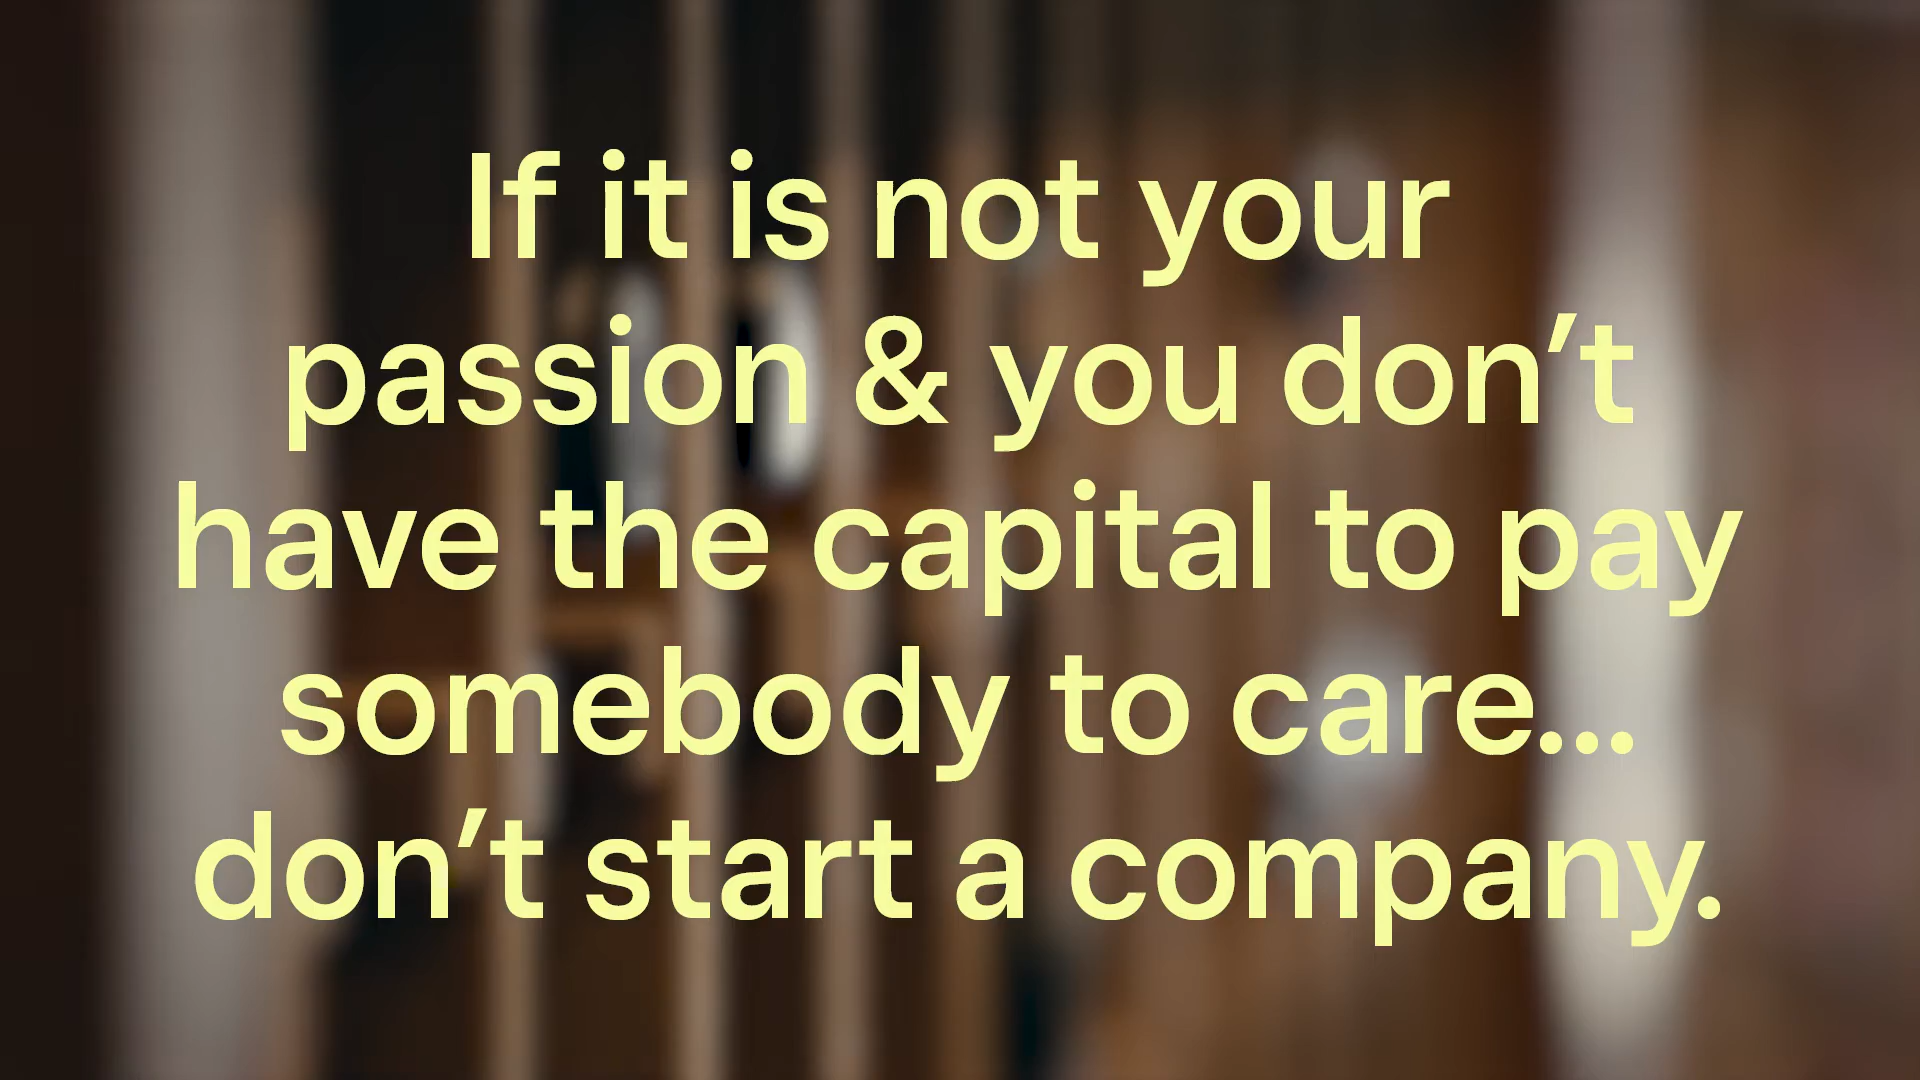 If it is not your
passion & you don’t
have the capital to pay
somebody to care...
don’t start a company.